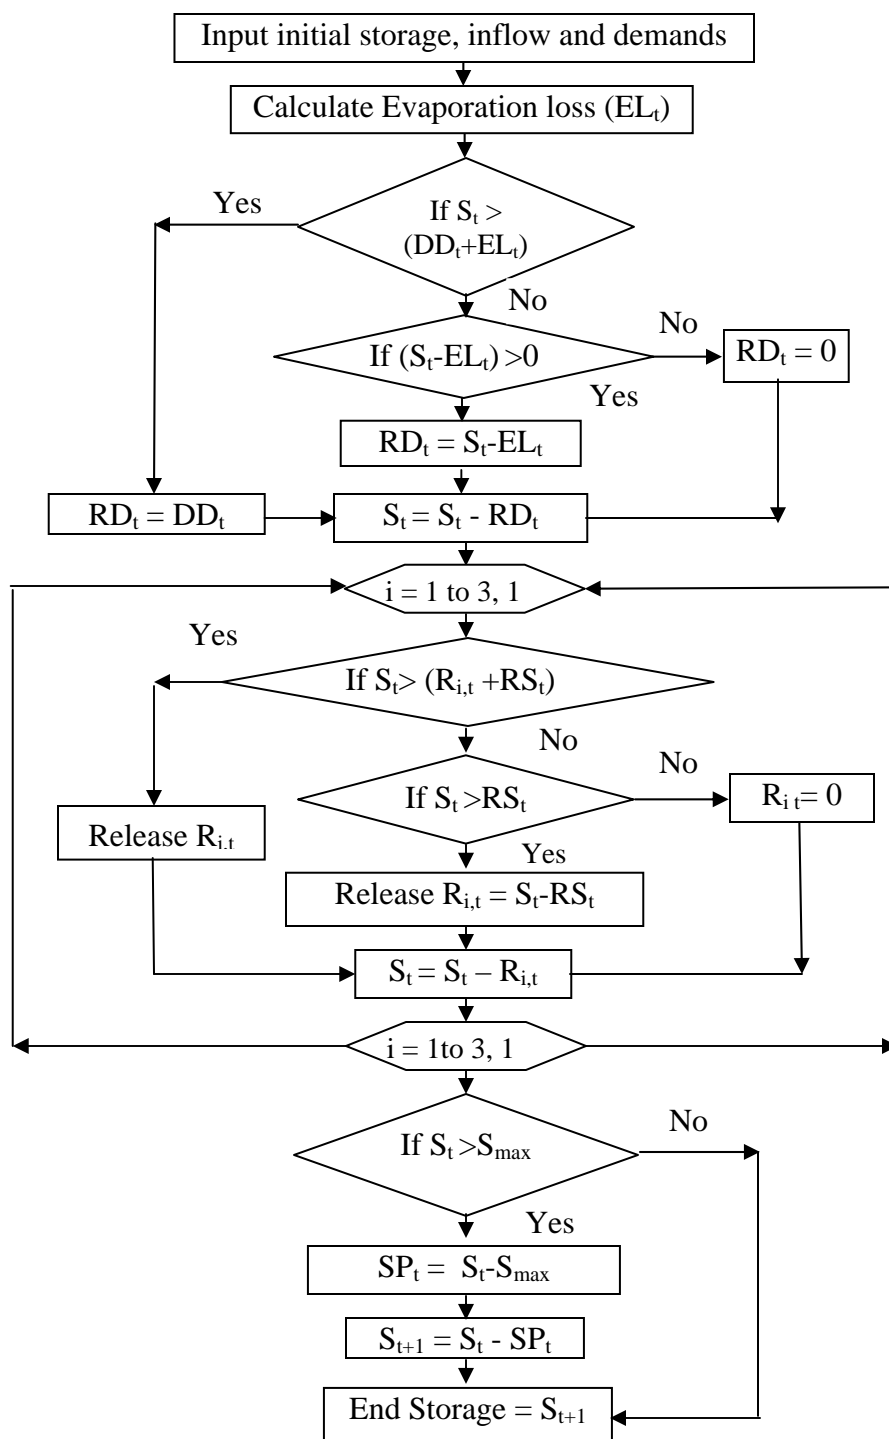 Input initial storage, inflow and demands
Calculate Evaporation loss (ELt)
Yes
If St >
(DDt+ELt)
No
No
If (St-ELt) >0
RDt = 0
Yes
RDt = St-ELt
RDt = DDt
St = St - RDt
i = 1 to 3, 1
Yes
If St> (Ri,t +RSt)
No
No
If St >RSt
Ri t= 0
Release Ri,t
Yes
Release Ri,t = St-RSt
St = St – Ri,t
i = 1to 3, 1
No
If St >Smax
Yes
SPt = St-Smax
St+1 = St - SPt
End Storage = St+1